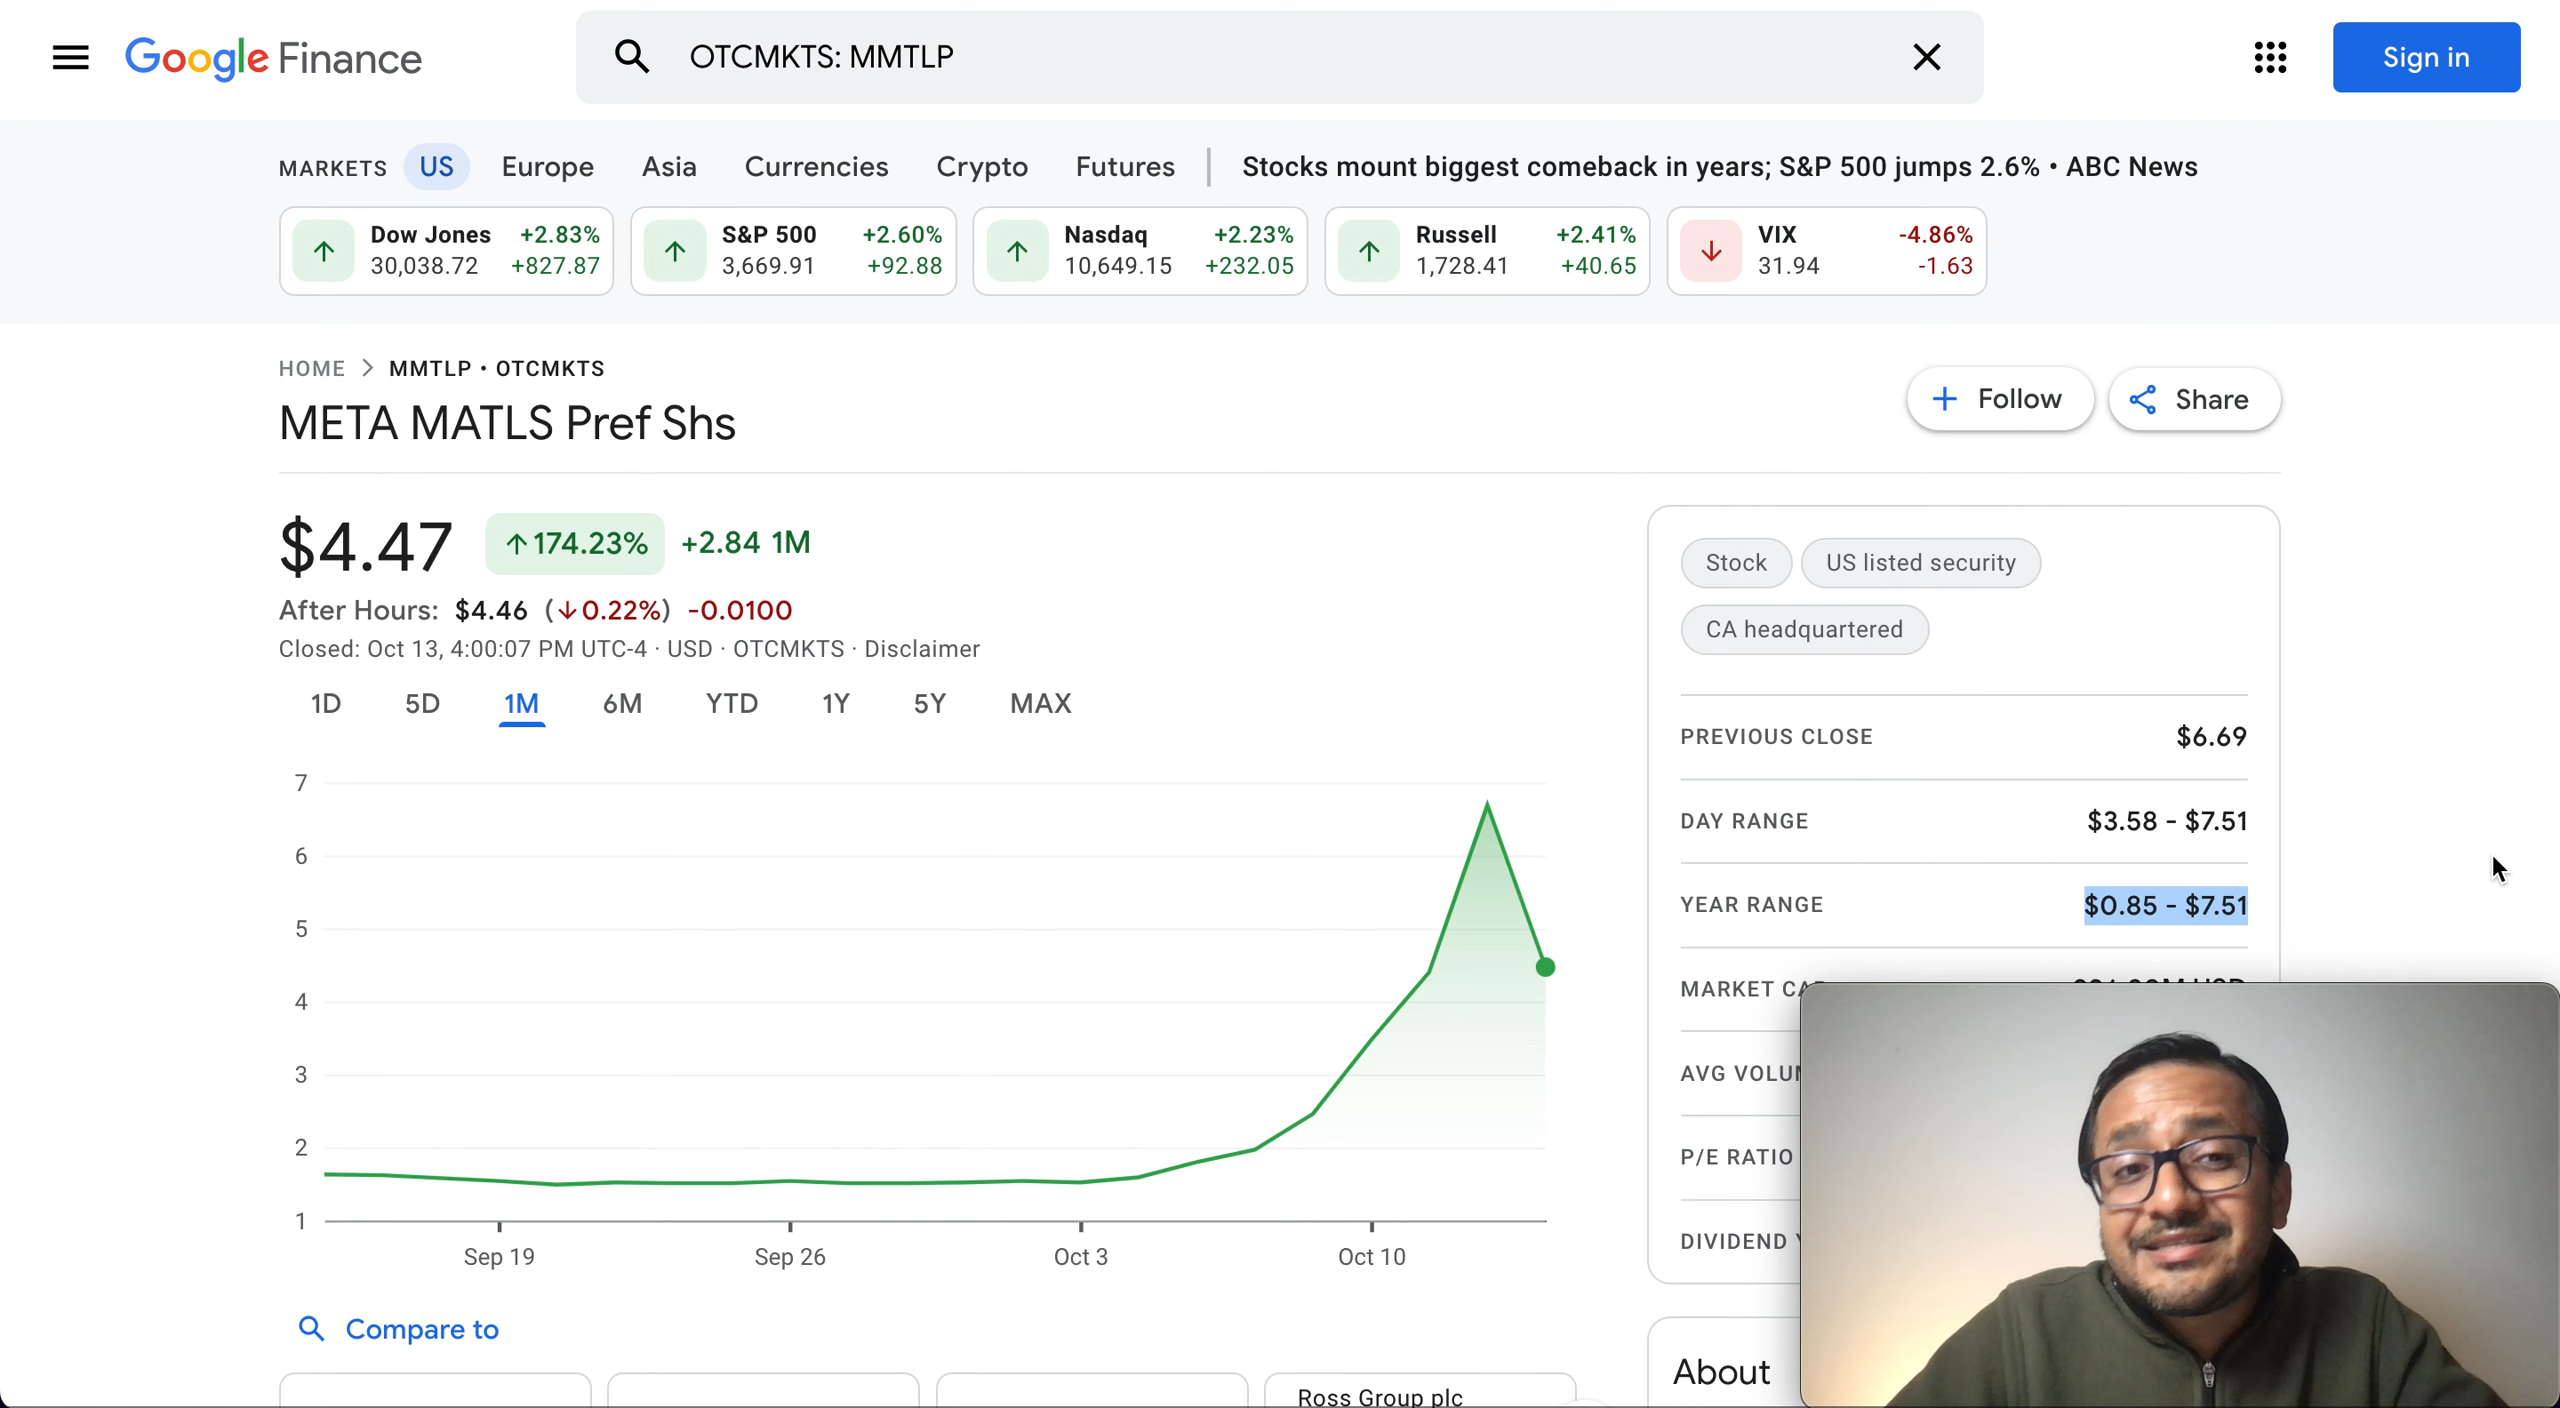 Google Finance
OTCMKTS: MMTLP
Sign in
MARKETS US Europe Asia Currencies Crypto Futures Stocks mount biggest comeback in years; S&P 500 jumps 2.6% • ABC News
Dow Jones +2.83%
30,038.72 +827.87
S&P 500 +2.60%
3,669.91 +92.88
Nasdaq +2.23%
10,649.15 +232.05
Russell +2.41%
1,728.41 +40.65
VIX -4.86%
31.94 -1.63
HOME > MMTLP • OTCMKTS
META MATLS Pref Shs
Follow
Share
$4.47 ↑174.23% +2.84 1M
After Hours: $4.46 (↓0.22%) -0.0100
Closed: Oct 13, 4:00:07 PM UTC-4 · USD · OTCMKTS · Disclaimer
1D 5D 1M 6M YTD 1Y 5Y MAX
7
6
5
4
3
2
1
Sep 19 Sep 26 Oct 3 Oct 10
Compare to
Ross Group plc
Stock
US listed security
CA headquartered
PREVIOUS CLOSE $6.69
DAY RANGE $3.58 - $7.51
YEAR RANGE $0.85 - $7.51
MARKET
AVG
P/E RATIO
DIVIDEND
About